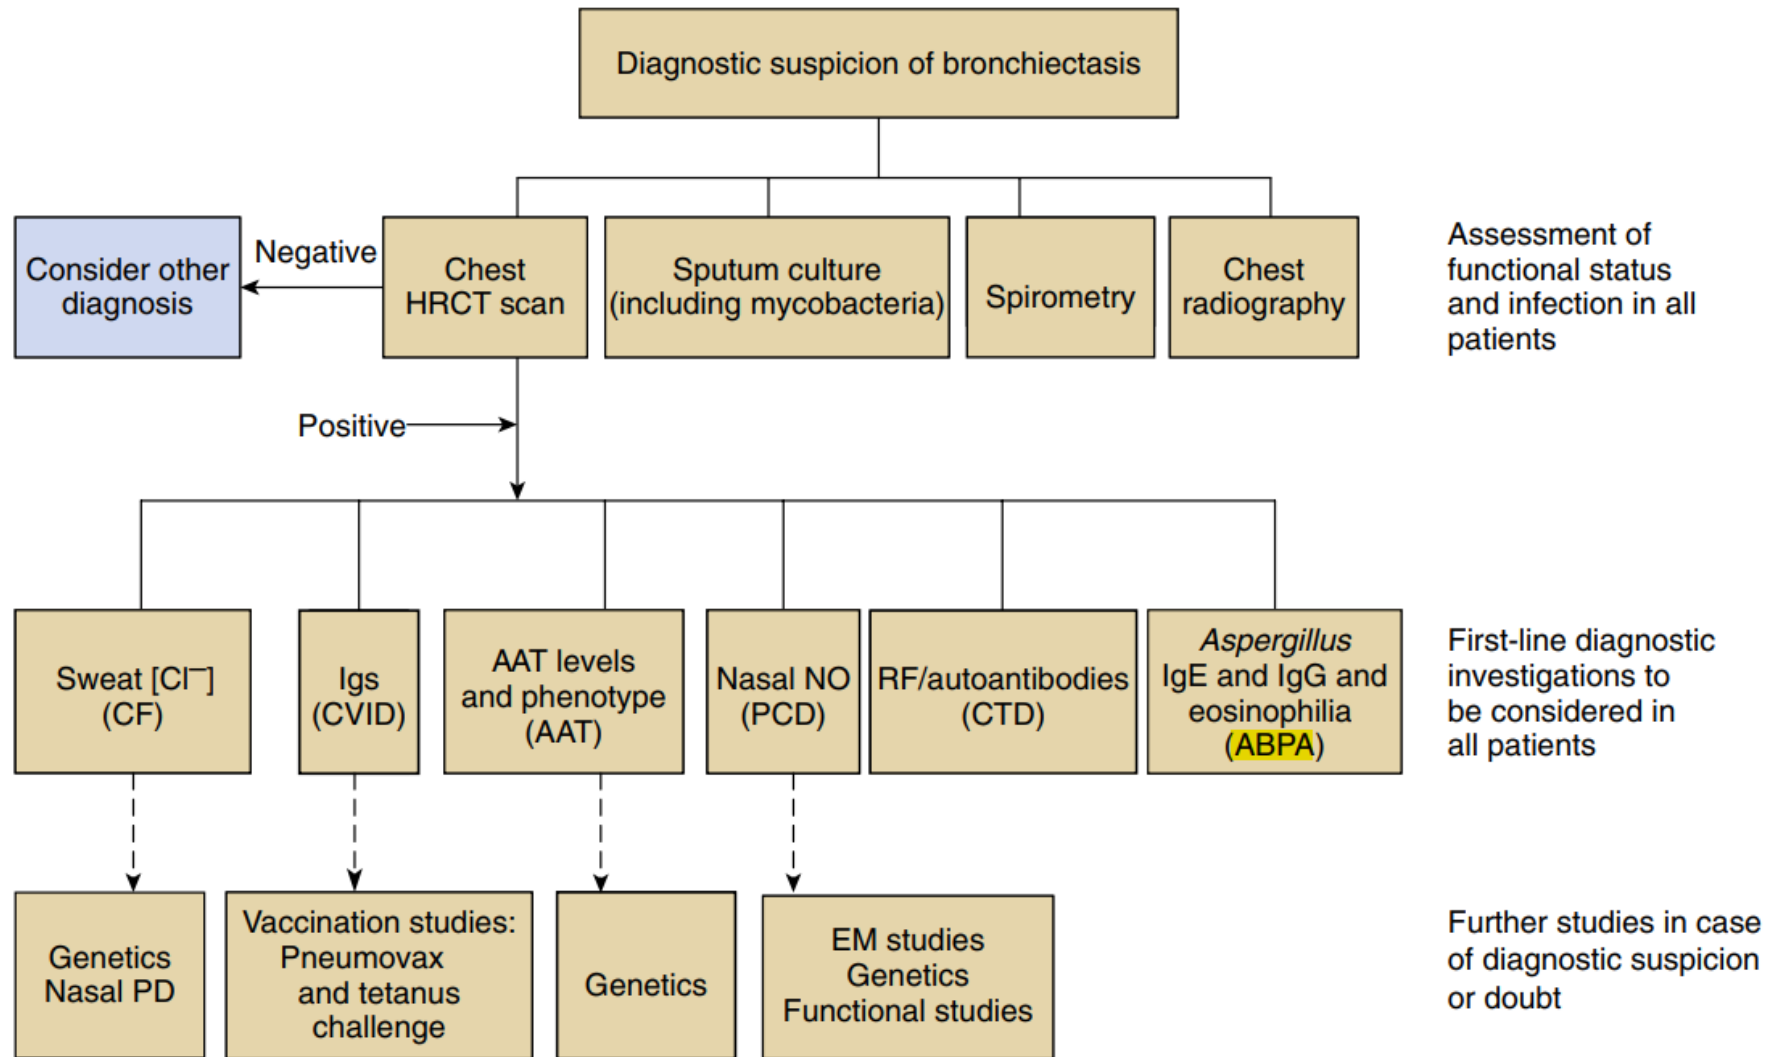 Diagnostic suspicion of bronchiectasis
Consider other
diagnosis
Negative
Chest
HRCT scan
Sputum culture
(including mycobacteria)
Spirometry
Chest
radiography
Assessment of
functional status
and infection in all
patients
Positive
Sweat [Cl⁻]
(CF)
Igs
(CVID)
AAT levels
and phenotype
(AAT)
Nasal NO
(PCD)
RF/autoantibodies
(CTD)
Aspergillus
IgE and IgG and
eosinophilia
(ABPA)
First-line diagnostic
investigations to
be considered in
all patients
Genetics
Nasal PD
Vaccination studies:
Pneumovax
and tetanus
challenge
Genetics
EM studies
Genetics
Functional studies
Further studies in case
of diagnostic suspicion
or doubt